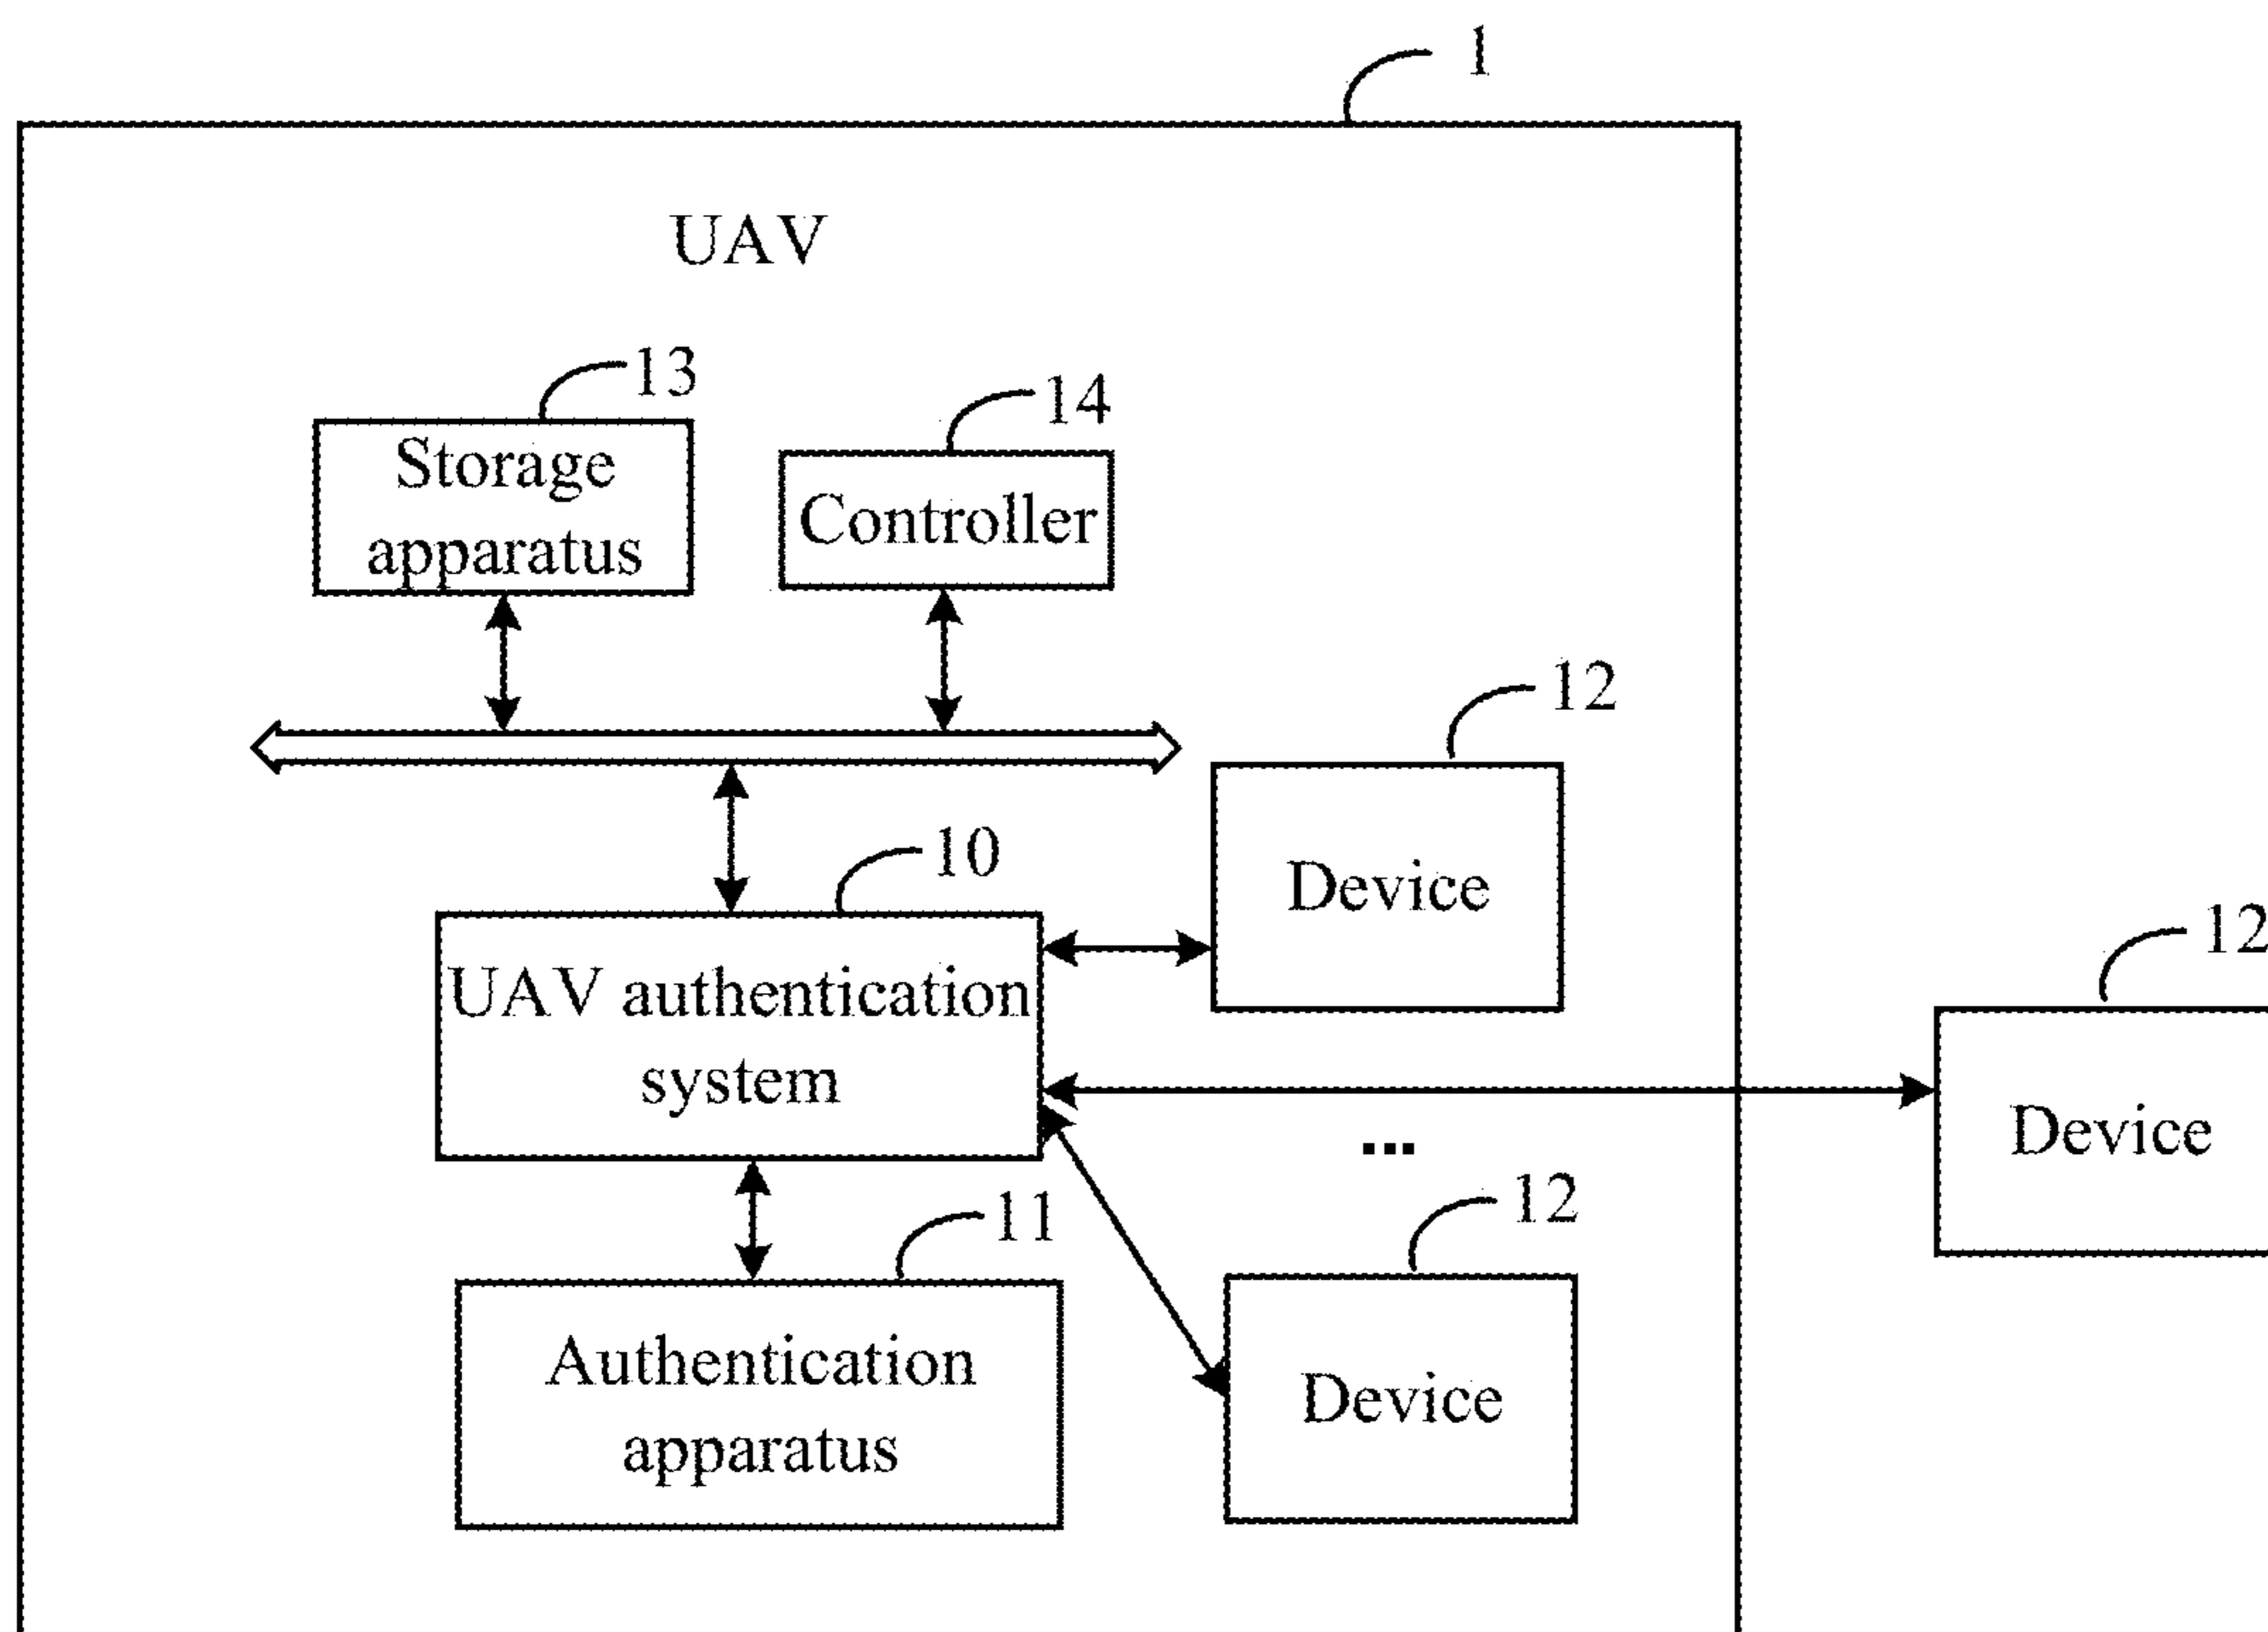 1
UAV
13
14
Storage
apparatus
Controller
12
10
Device
12
UAV authentication
system
Device
...
12
11
Authentication
apparatus
Device